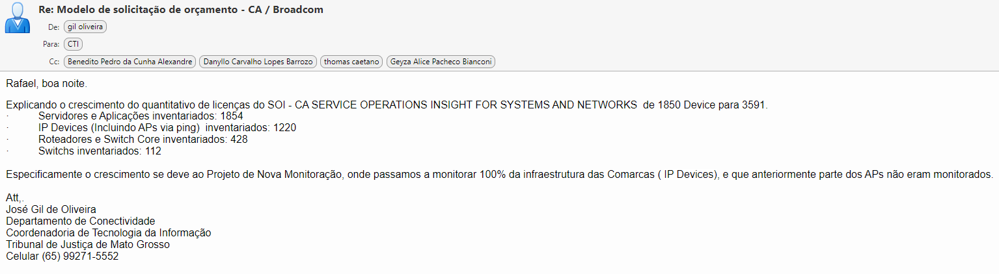 Re: Modelo de solicitação de orçamento - CA / Broadcom
De: gil oliveira
Para: CTI
Cc: Benedito Pedro da Cunha Alexandre Danyllo Carvalho Lopes Barrozo thomas caetano Geyza Alice Pacheco Bianconi
Rafael, boa noite.
Explicando o crescimento do quantitativo de licenças do SOI - CA SERVICE OPERATIONS INSIGHT FOR SYSTEMS AND NETWORKS  de 1850 Device para 3591.
· Servidores e Aplicações inventariados: 1854
· IP Devices (Incluindo APs via ping)  inventariados: 1220
· Roteadores e Switch Core inventariados: 428
· Switchs inventariados: 112
Especificamente o crescimento se deve ao Projeto de Nova Monitoração, onde passamos a monitorar 100% da infraestrutura das Comarcas ( IP Devices), e que anteriormente parte dos APs não eram monitorados.
Att,.
José Gil de Oliveira
Departamento de Conectividade
Coordenadoria de Tecnologia da Informação
Tribunal de Justiça de Mato Grosso
Celular (65) 99271-5552